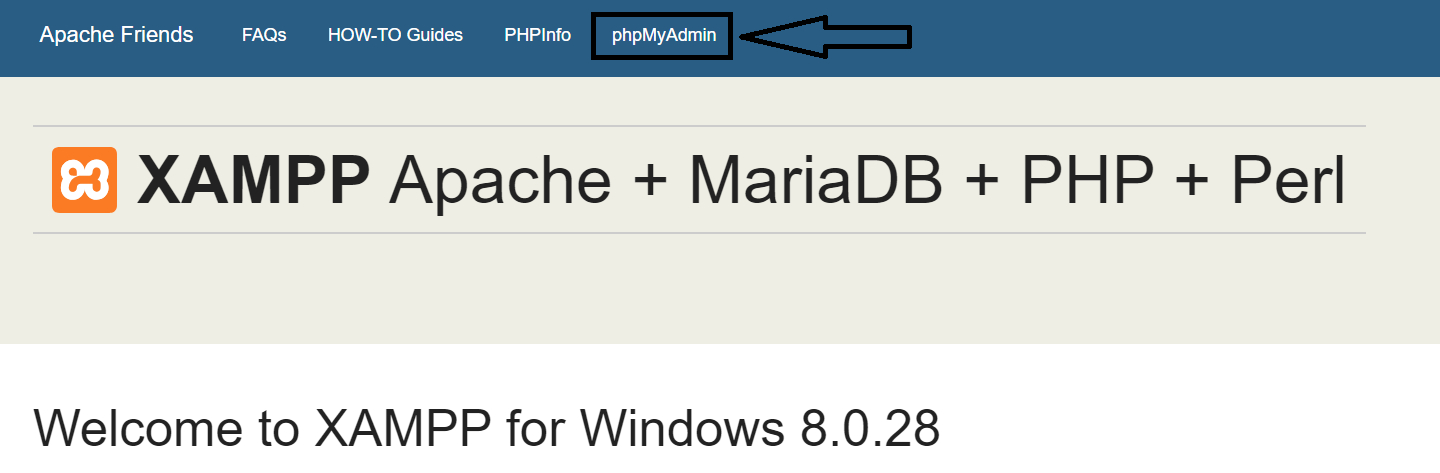 Apache Friends FAQs HOW-TO Guides PHPInfo phpMyAdmin
XAMPP Apache + MariaDB + PHP + Perl
Welcome to XAMPP for Windows 8.0.28